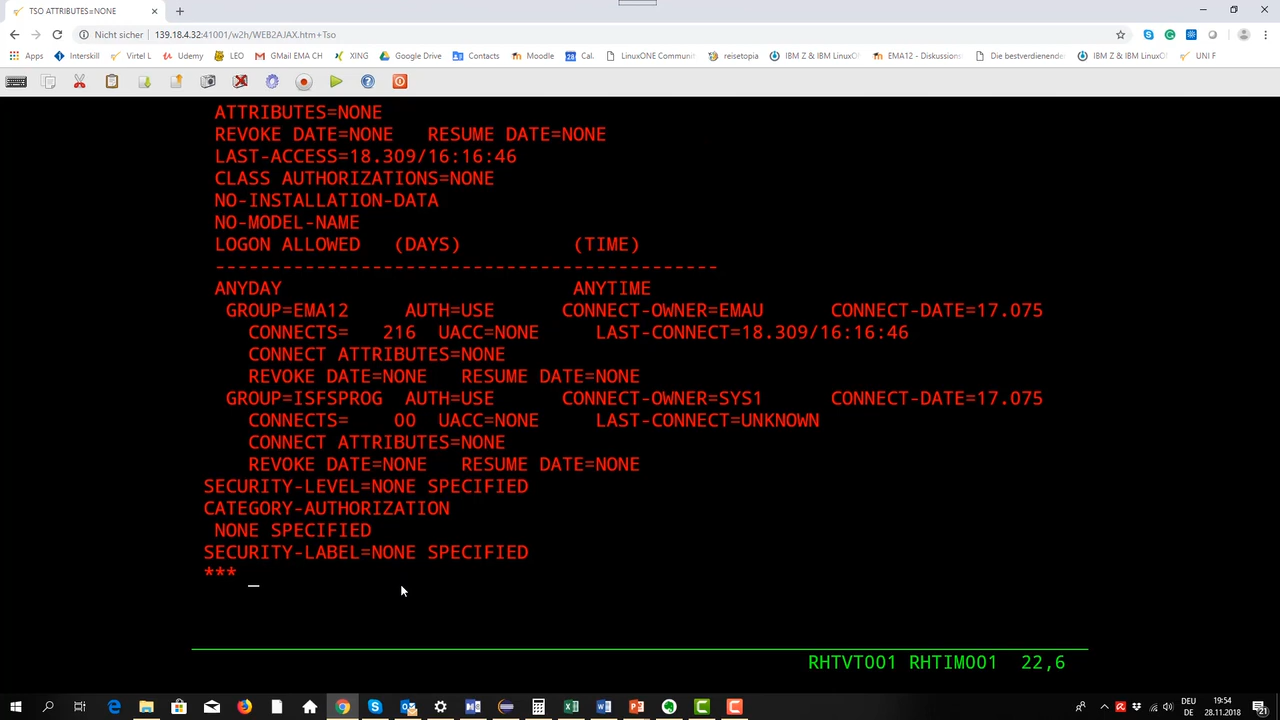 TSO ATTRIBUTES=NONE
Nicht sicher | 139.18.4.32:41001/w2h/WEB2AJAX.htm+Tso
Apps Interskill Virtel L Udemy LEO GMail EMA CH XING Google Drive Contacts Moodle Cal. LinuxONE Communit reisetopia IBM Z & IBM LinuxO EMA12 - Diskussions Die bestverdienenden IBM Z & IBM LinuxO UNI F
ATTRIBUTES=NONE
REVOKE DATE=NONE   RESUME DATE=NONE
LAST-ACCESS=18.309/16:16:46
CLASS AUTHORIZATIONS=NONE
NO-INSTALLATION-DATA
NO-MODEL-NAME
LOGON ALLOWED   (DAYS)          (TIME)
---------------------------------------------
ANYDAY                          ANYTIME
GROUP=EMA12     AUTH=USE      CONNECT-OWNER=EMAU      CONNECT-DATE=17.075
CONNECTS=   216  UACC=NONE     LAST-CONNECT=18.309/16:16:46
CONNECT ATTRIBUTES=NONE
REVOKE DATE=NONE   RESUME DATE=NONE
GROUP=ISFSPROG  AUTH=USE      CONNECT-OWNER=SYS1      CONNECT-DATE=17.075
CONNECTS=    00  UACC=NONE     LAST-CONNECT=UNKNOWN
CONNECT ATTRIBUTES=NONE
REVOKE DATE=NONE   RESUME DATE=NONE
SECURITY-LEVEL=NONE SPECIFIED
CATEGORY-AUTHORIZATION
NONE SPECIFIED
SECURITY-LABEL=NONE SPECIFIED
***
RHTVT001 RHTIM001  22,6
DEU 19:54
DE 28.11.2018